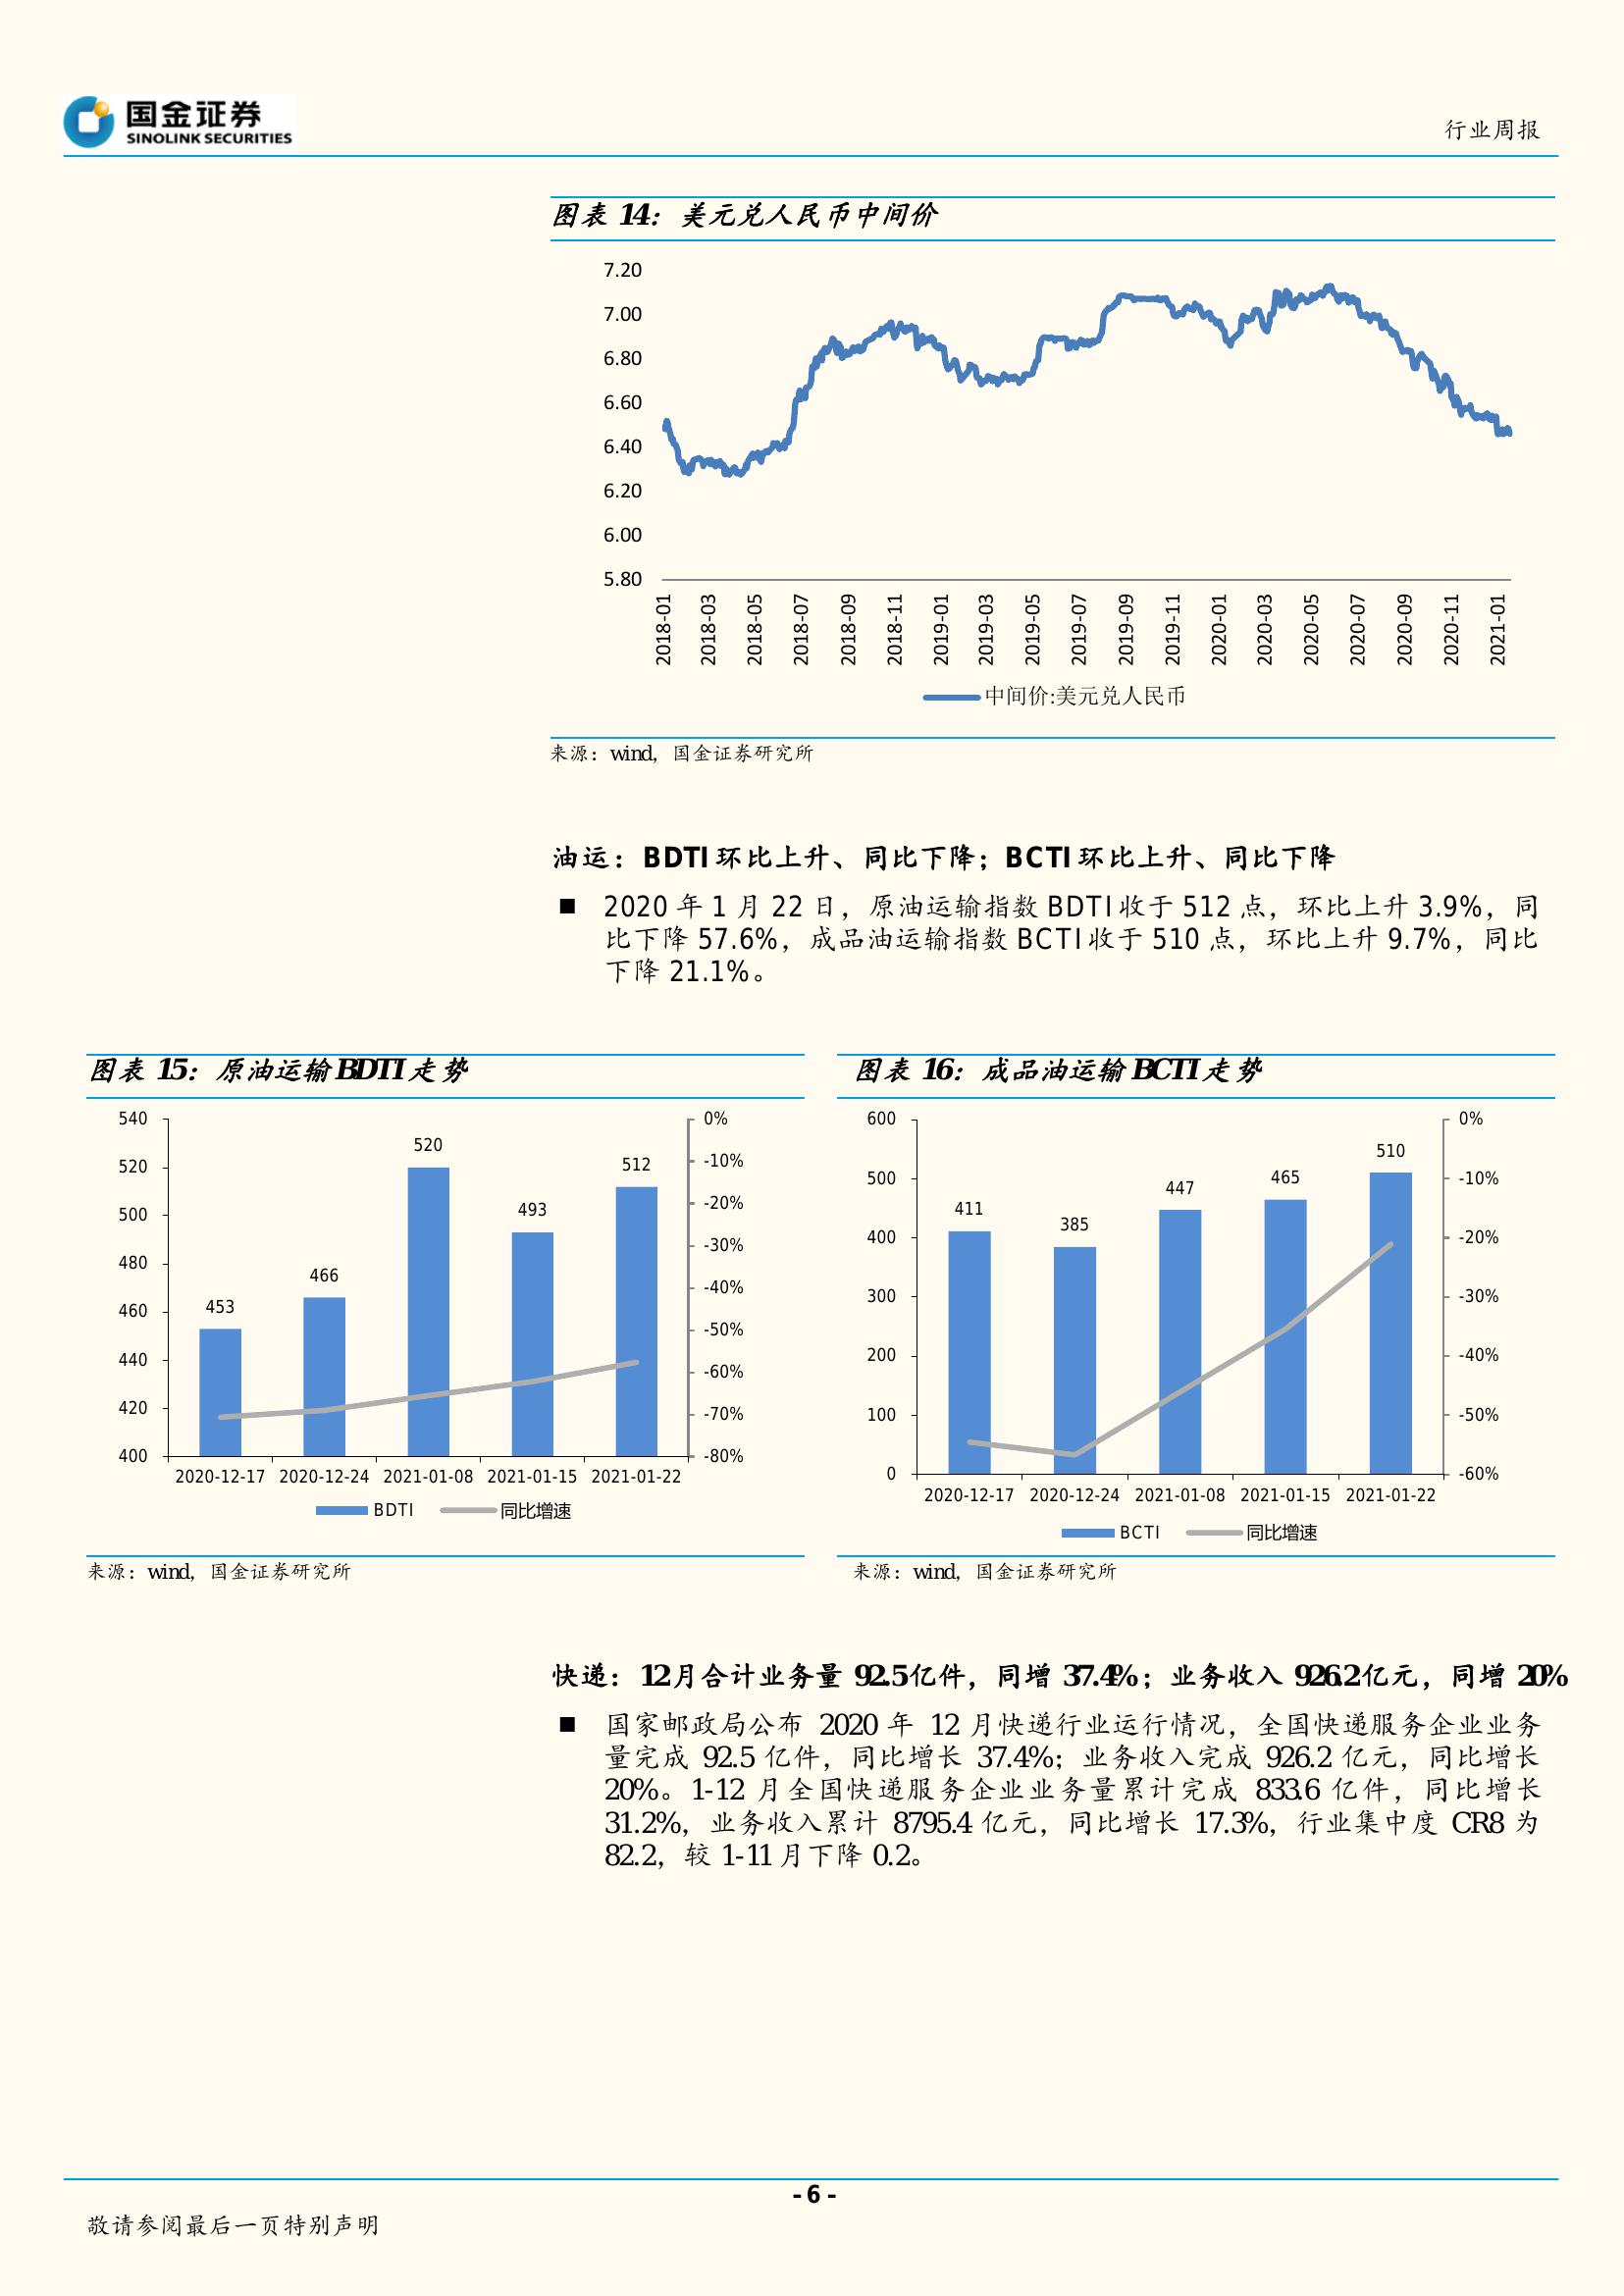 国金证券
SINOLINK SECURITIES
行业周报
图表 14：美元兑人民币中间价
7.20
7.00
6.80
6.60
6.40
6.20
6.00
5.80
2018-01
2018-03
2018-05
2018-07
2018-09
2018-11
2019-01
2019-03
2019-05
2019-07
2019-09
2019-11
2020-01
2020-03
2020-05
2020-07
2020-09
2020-11
2021-01
中间价:美元兑人民币
来源：wind，国金证券研究所
油运：BDTI 环比上升、同比下降；BCTI 环比上升、同比下降
■ 2020 年 1 月 22 日，原油运输指数 BDTI 收于 512 点，环比上升 3.9%，同
比下降 57.6%，成品油运输指数 BCTI 收于 510 点，环比上升 9.7%，同比
下降 21.1%。
图表 15：原油运输 BDTI 走势
540
520
500
480
460
440
420
400
453
466
520
493
512
0%
-10%
-20%
-30%
-40%
-50%
-60%
-70%
-80%
2020-12-17 2020-12-24 2021-01-08 2021-01-15 2021-01-22
BDTI 同比增速
来源：wind，国金证券研究所
图表 16：成品油运输 BCTI 走势
600
500
400
300
200
100
0
411
385
447
465
510
0%
-10%
-20%
-30%
-40%
-50%
-60%
2020-12-17 2020-12-24 2021-01-08 2021-01-15 2021-01-22
BCTI 同比增速
来源：wind，国金证券研究所
快递：12月合计业务量 92.5亿件，同增 37.4%；业务收入 926.2亿元，同增 20%
■ 国家邮政局公布 2020 年 12 月快递行业运行情况，全国快递服务企业业务
量完成 92.5 亿件，同比增长 37.4%；业务收入完成 926.2 亿元，同比增长
20%。1-12 月全国快递服务企业业务量累计完成 833.6 亿件，同比增长
31.2%，业务收入累计 8795.4 亿元，同比增长 17.3%，行业集中度 CR8 为
82.2，较 1-11 月下降 0.2。
- 6 -
敬请参阅最后一页特别声明